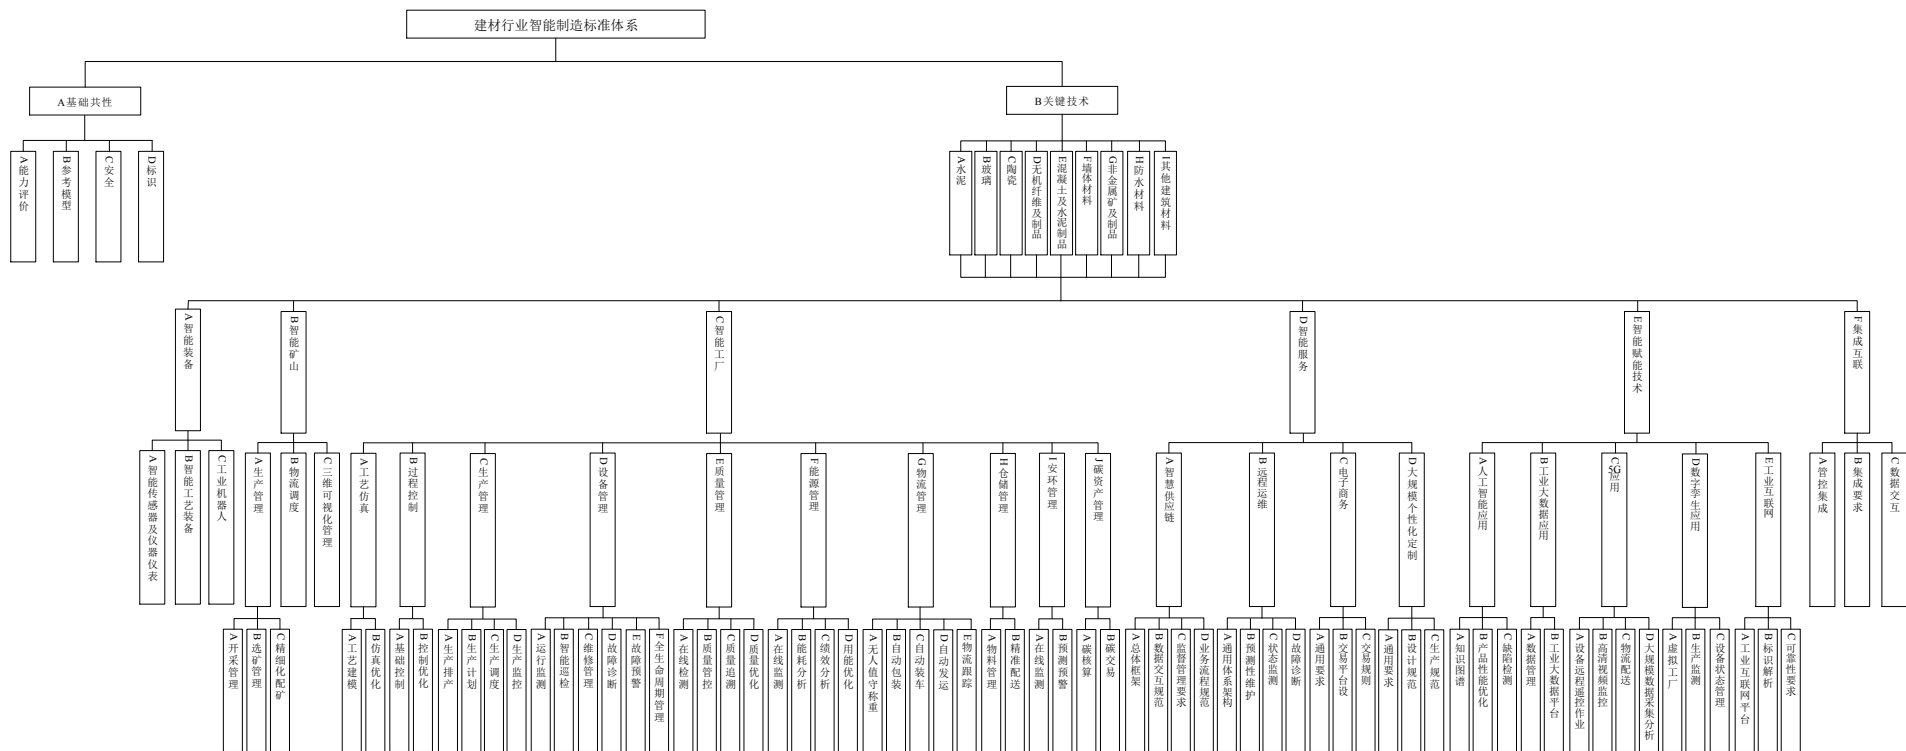 建材行业智能制造标准体系
A基础共性
B关键技术
A能力评价
B参考模型
C安全
D标识
A水泥
B玻璃
C陶瓷
D无机纤维及制品
E混凝土及水泥制品
F墙体材料
G非金属矿及制品
H防水材料
I其他建筑材料
A智能装备
B智能矿山
C智能工厂
D智能服务
E智能赋能技术
F集成互联
A智能传感器及仪器仪表
B智能工艺装备
C工业机器人
A生产管理
B物流调度
C三维可视化管理
A工艺仿真
B过程控制
C生产管理
D设备管理
E质量管理
F能源管理
G物流管理
H仓储管理
I安环管理
J碳资产管理
A智慧供应链
B远程运维
C电子商务
D大规模个性化定制
A人工智能应用
B工业大数据应用
C5G应用
D数字孪生应用
E工业互联网
A管控集成
B集成要求
C数据交互
A开采管理
B选矿管理
C精细化配矿
A工艺建模
B仿真优化
A基础控制
B控制优化
A生产排产
B生产计划
C生产调度
D生产监控
A运行监测
B智能巡检
C维修管理
D故障诊断
E故障预警
F全生命周期管理
A在线检测
B质量管控
C质量追溯
D质量优化
A在线监测
B能耗分析
C绩效分析
D用能优化
A无人值守称重
B自动包装
C自动装车
D自动发运
E物流跟踪
A物料管理
B精准配送
A在线监测
B预测预警
A碳核算
B碳交易
A总体框架
B数据交互规范
C监督管理要求
D业务流程规范
A通用体系架构
B预测性维护
C状态监测
D故障诊断
A通用要求
B交易平台设
C交易规则
A通用要求
B设计规范
C生产规范
A知识图谱
B产品性能优化
C缺陷检测
A数据管理
B工业大数据平台
A设备远程遥控作业
B高清视频监控
C物流配送
D大规模数据采集分析
A虚拟工厂
B生产监测
C设备状态管理
A工业互联网平台
B标识解析
C可靠性要求